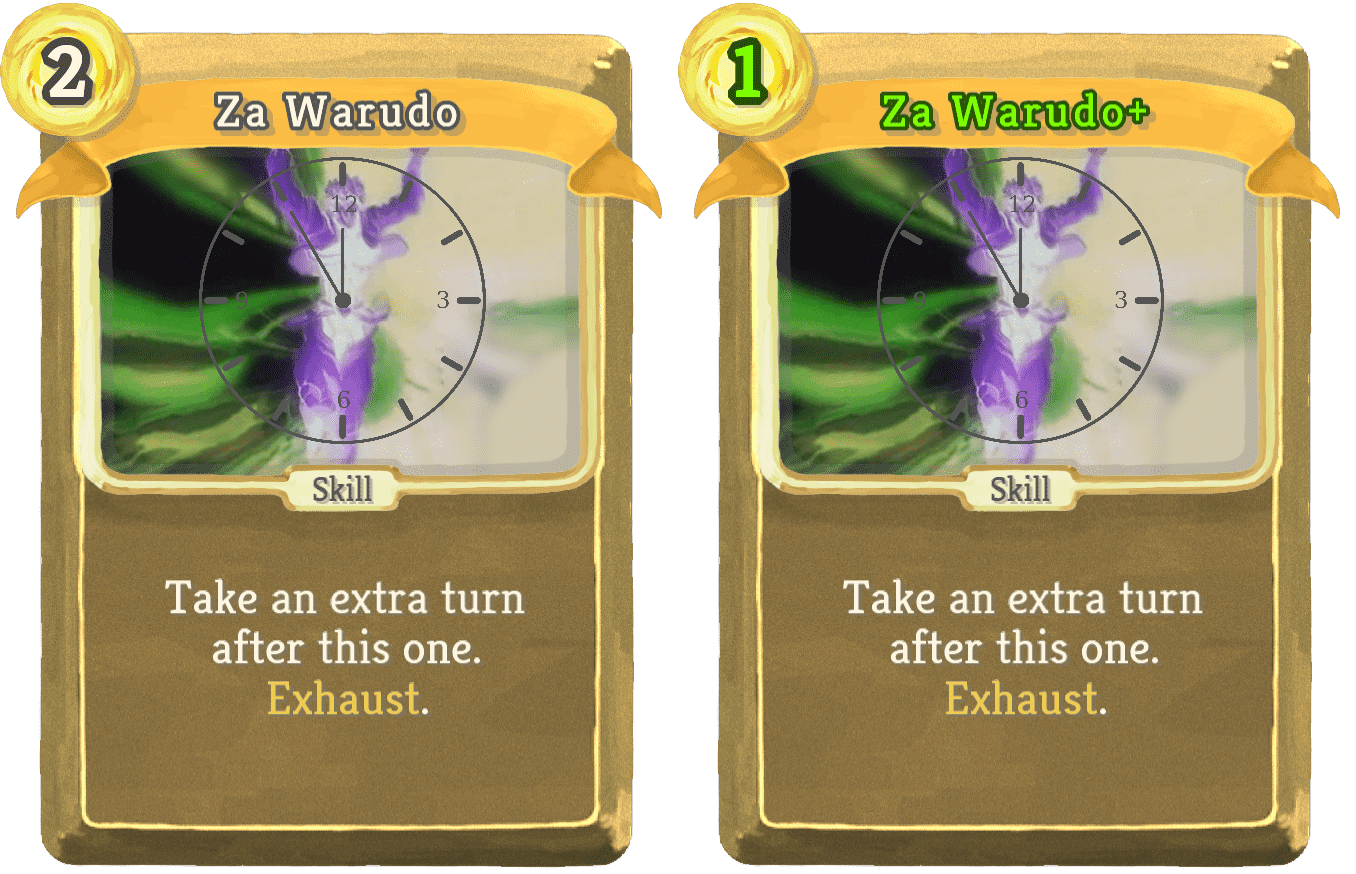 2
Za Warudo
12
9
3
6
Skill
Take an extra turn
after this one.
Exhaust.
1
Za Warudo+
12
9
3
6
Skill
Take an extra turn
after this one.
Exhaust.